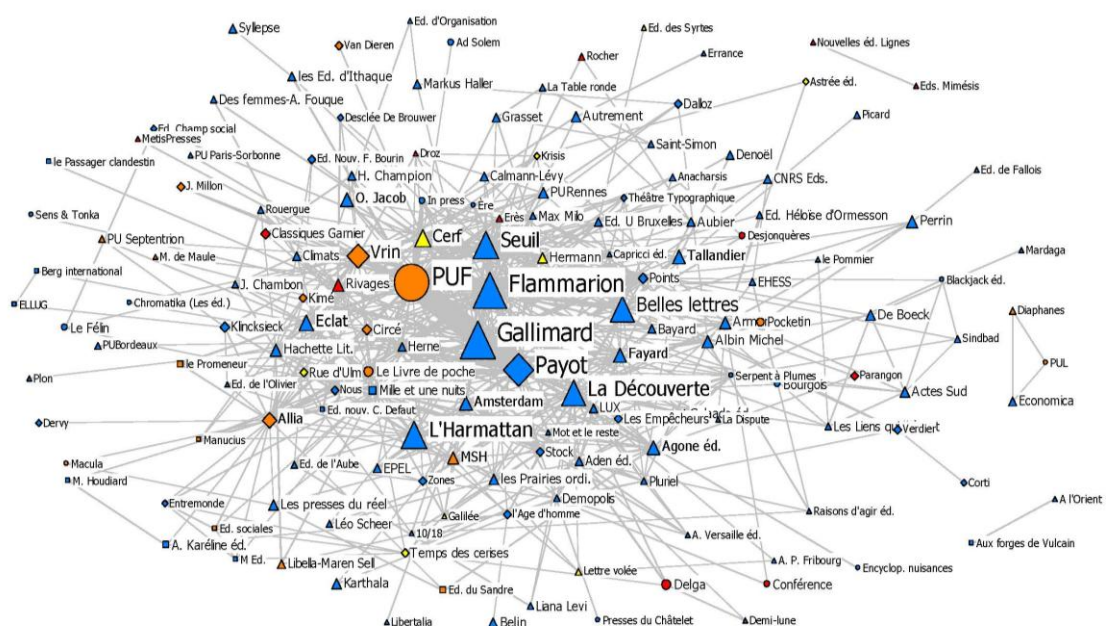 Ed. d'Organisation
Syllepse
Ed. des Syrtes
Van Dieren
Ad Solem
Nouvelles éd. Lignes
Rocher
Errance
les Ed. d'Ithaque
Markus Haller
La Table ronde
Astrée éd.
Eds. Mimésis
Des femmes-A. Fouque
Dalloz
Desclée De Brouwer
Grasset
Autrement
Picard
Ed. Champ social
MetisPresses
Saint-Simon
PU Paris-Sorbonne
Ed. Nouv. F. Bourin
Droz
Krisis
Denoël
le Passager clandestin
H. Champion
Calmann-Lévy
Anacharsis
CNRS Eds.
Ed. de Fallois
J. Millon
O. Jacob
In press
Ère
PURennes
Théâtre Typographique
Sens & Tonka
Rouergue
Erès
Max Milo
Ed. U Bruxelles
Aubier
Ed. Héloïse d'Ormesson
Perrin
Classiques Garnier
PU Septentrion
Cerf
Seuil
Desjonquères
M. de Maule
Climats
Vrin
Hermann
Capricci éd.
Tallandier
le Pommier
Mardaga
Berg international
J. Chambon
Rivages
PUF
Flammarion
Points
EHESS
Blackjack éd.
ELLUG
Chromatika (Les éd.)
Kimé
Belles lettres
Diaphanes
Le Félin
Klincksieck
Eclat
Circé
Gallimard
Bayard
Pocketin
De Boeck
PUBordeaux
Hachette Lit.
Herne
Fayard
Albin Michel
Sindbad
le Promeneur
Rue d'Ulm
Le Livre de poche
Payot
Serpent à Plumes
Parangon
PUL
Plon
Ed. de l'Olivier
Nous
Mille et une nuits
La Découverte
Bourgois
Actes Sud
Economica
Ed. nouv. C. Defaut
Amsterdam
LUX
Dervy
Allia
Les Empêcheurs
La Dispute
Les Liens qu
Verdiert
Manucius
L'Harmattan
Mot et le reste
Agone éd.
Macula
Ed. de l'Aube
EPEL
MSH
Stock
Aden éd.
M. Houdiard
Zones
les Prairies ordi.
Pluriel
Corti
Entremonde
Les presses du réel
Demopolis
A l'Orient
Ed. sociales
Léo Scheer
Galilée
l'Age d'homme
Raisons d'agir éd.
A. Karéline éd.
10/18
A. Versaille éd.
Aux forges de Vulcain
M Ed.
Libella-Maren Sell
Temps des cerises
A. P. Fribourg
Encyclop. nuisances
Karthala
Ed. du Sandre
Lettre volée
Delga
Conférence
Liana Levi
Libertalia
Belin
Presses du Châtelet
Demi-lune